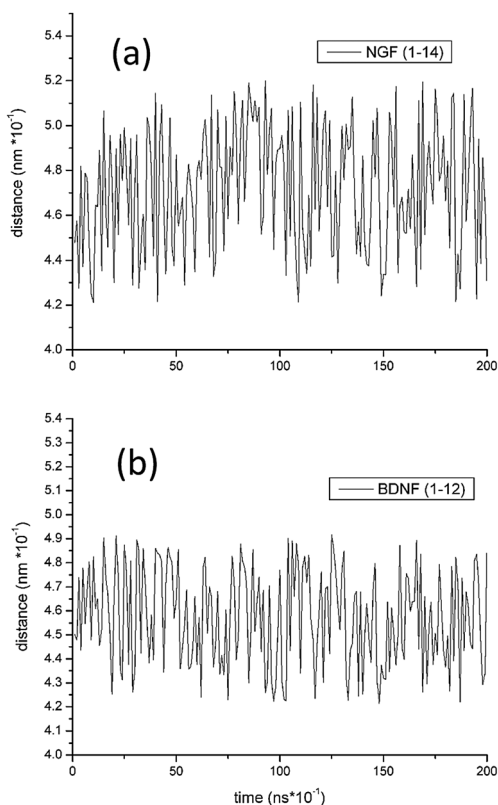 (a)
NGF (1-14)
distance (nm *10⁻¹)
5.4
5.2
5.0
4.8
4.6
4.4
4.2
4.0
0 50 100 150 200
(b)
BDNF (1-12)
distance (nm *10⁻¹)
5.4
5.3
5.2
5.1
5.0
4.9
4.8
4.7
4.6
4.5
4.4
4.3
4.2
4.1
4.0
0 50 100 150 200
time (ns*10⁻¹)